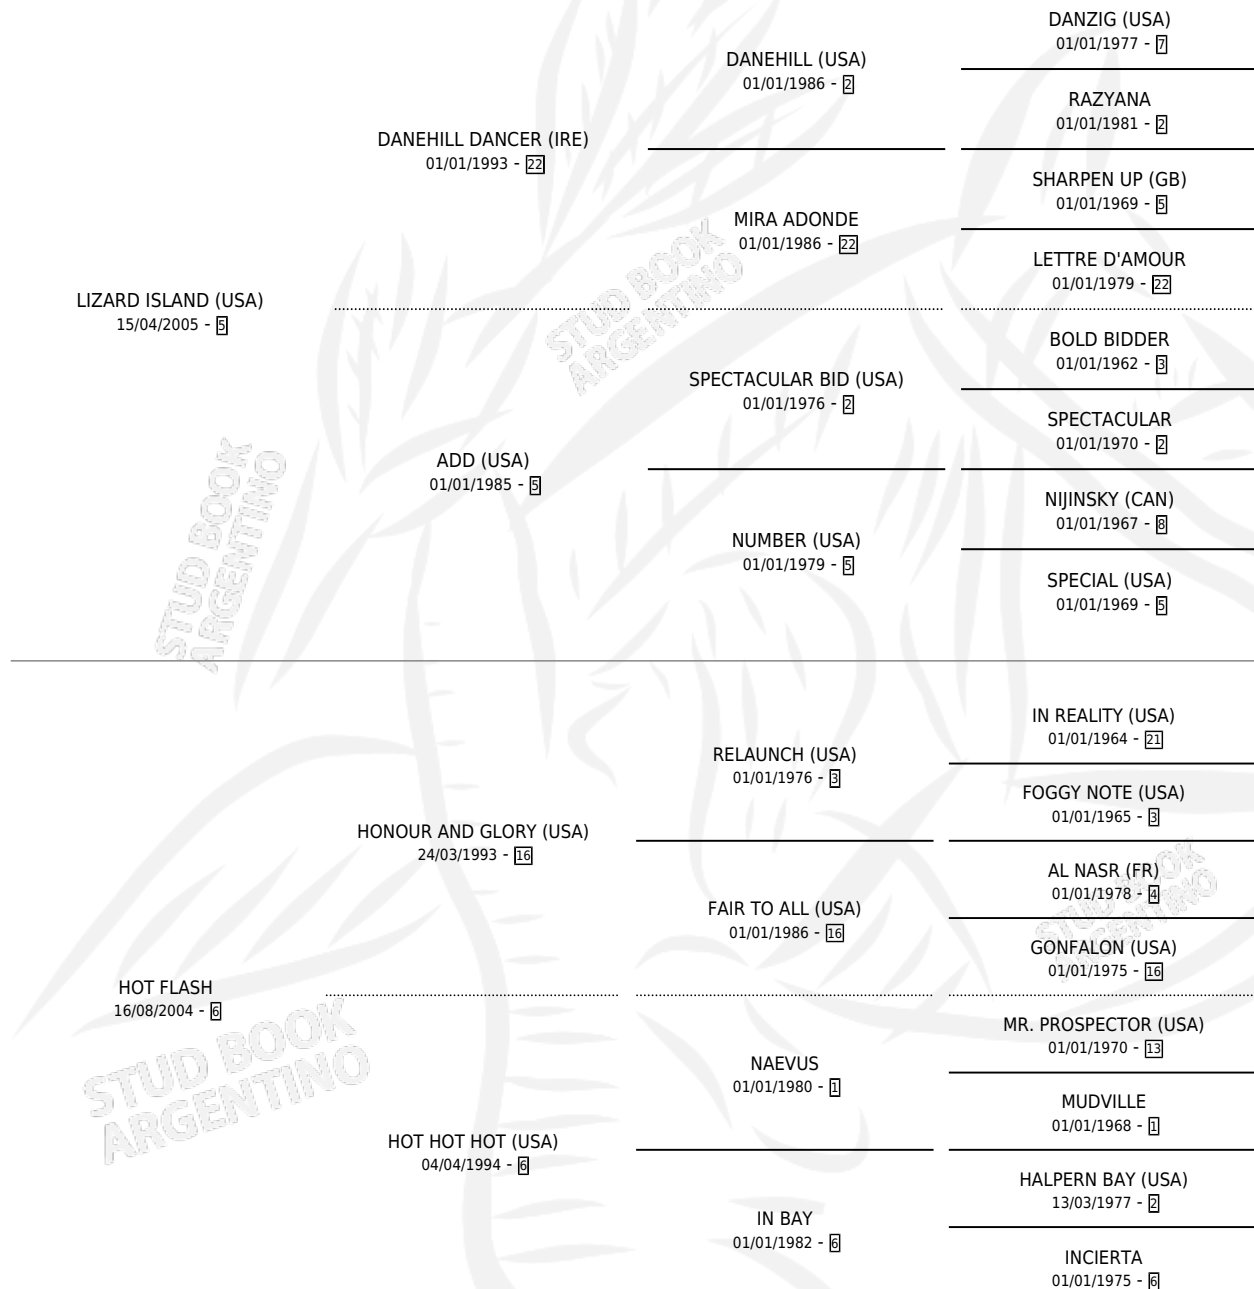 DANZIG (USA)
01/01/1977 - 7
DANEHILL (USA)
01/01/1986 - 2
RAZYANA
01/01/1981 - 2
DANEHILL DANCER (IRE)
01/01/1993 - 22
SHARPEN UP (GB)
01/01/1969 - 5
MIRA ADONDE
01/01/1986 - 22
LETTRE D'AMOUR
01/01/1979 - 22
LIZARD ISLAND (USA)
15/04/2005 - 5
BOLD BIDDER
01/01/1962 - 3
SPECTACULAR BID (USA)
01/01/1976 - 2
SPECTACULAR
01/01/1970 - 2
ADD (USA)
01/01/1985 - 5
NIJINSKY (CAN)
01/01/1967 - 8
NUMBER (USA)
01/01/1979 - 5
SPECIAL (USA)
01/01/1969 - 5
STUD BOOK
ARGENTINO
STUD BOOK
ARGENTINO
IN REALITY (USA)
01/01/1964 - 21
RELAUNCH (USA)
01/01/1976 - 3
FOGGY NOTE (USA)
01/01/1965 - 3
HONOUR AND GLORY (USA)
24/03/1993 - 16
AL NASR (FR)
01/01/1978 - 4
FAIR TO ALL (USA)
01/01/1986 - 16
GONFALON (USA)
01/01/1975 - 16
STUD BOOK
ARGENTINO
HOT FLASH
16/08/2004 - 6
MR. PROSPECTOR (USA)
01/01/1970 - 13
NAEVUS
01/01/1980 - 1
MUDVILLE
01/01/1968 - 1
HOT HOT HOT (USA)
04/04/1994 - 6
HALPERN BAY (USA)
13/03/1977 - 2
IN BAY
01/01/1982 - 6
INCIERTA
01/01/1975 - 6
STUD BOOK
ARGENTINO